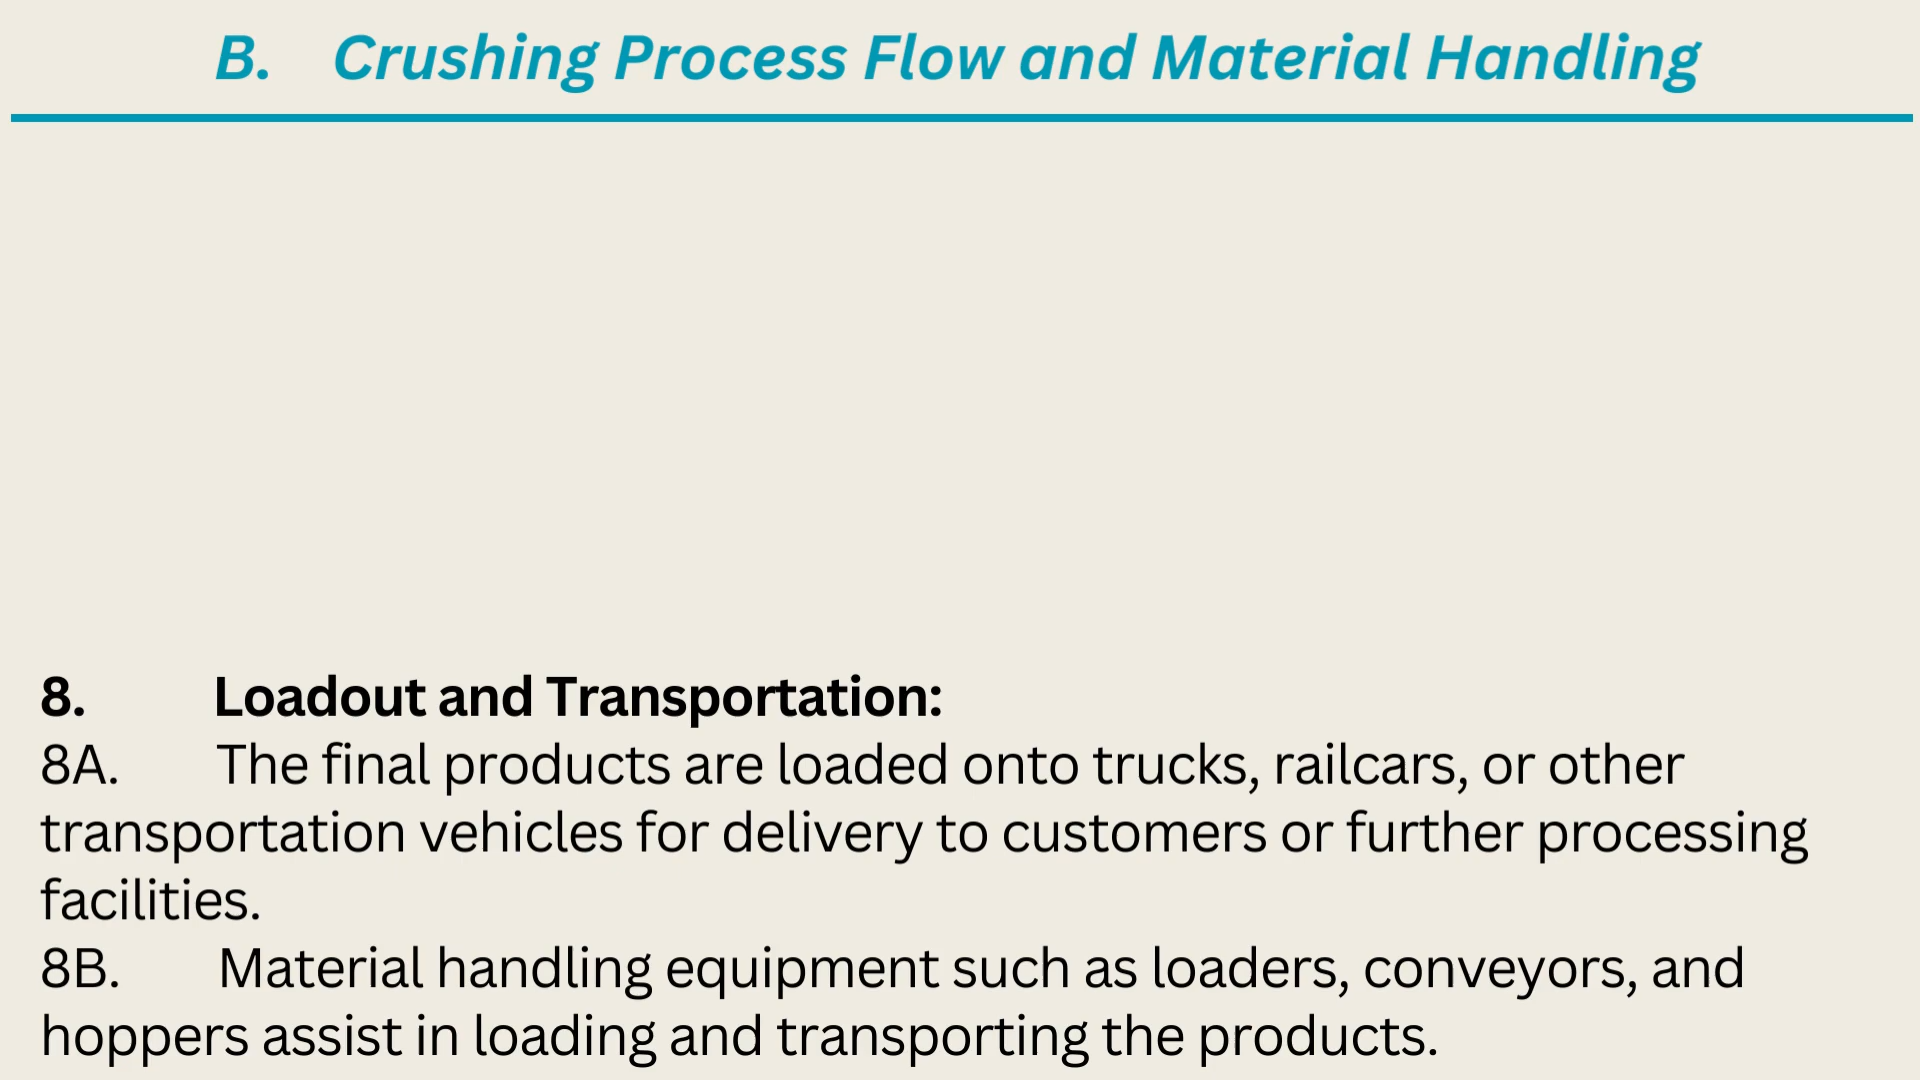 B. Crushing Process Flow and Material Handling
8. Loadout and Transportation:
8A. The final products are loaded onto trucks, railcars, or other
transportation vehicles for delivery to customers or further processing
facilities.
8B. Material handling equipment such as loaders, conveyors, and
hoppers assist in loading and transporting the products.